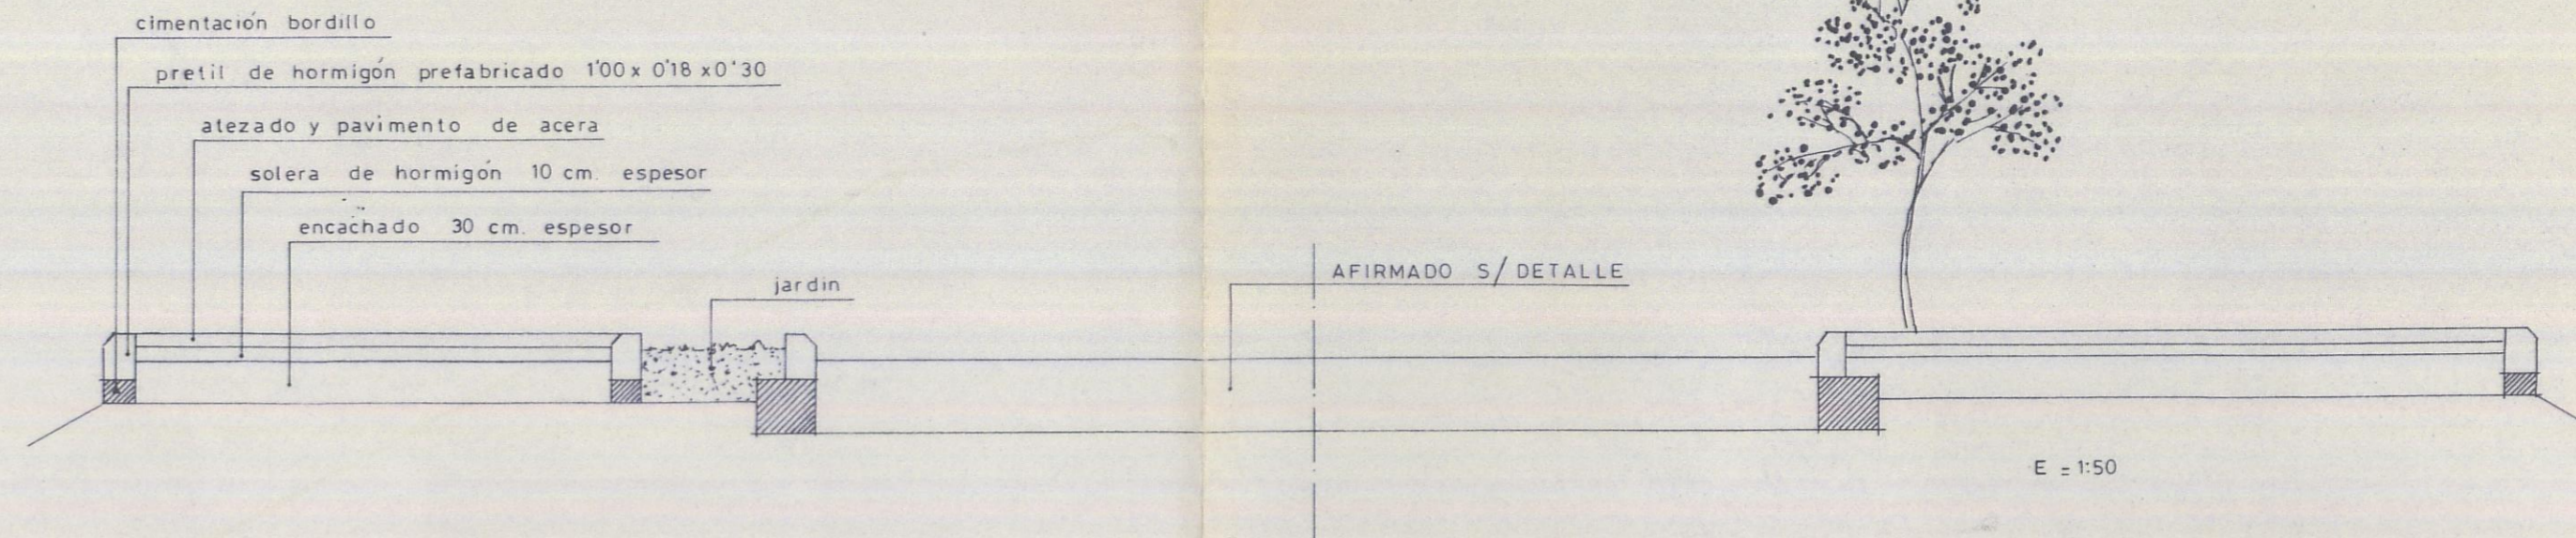 cimentación bordillo
pretil de hormigón prefabricado 1'00 x 0'18 x 0'30
atezado y pavimento de acera
solera de hormigón 10 cm. espesor
encachado 30 cm. espesor
jardin
AFIRMADO S/ DETALLE
E = 1:50